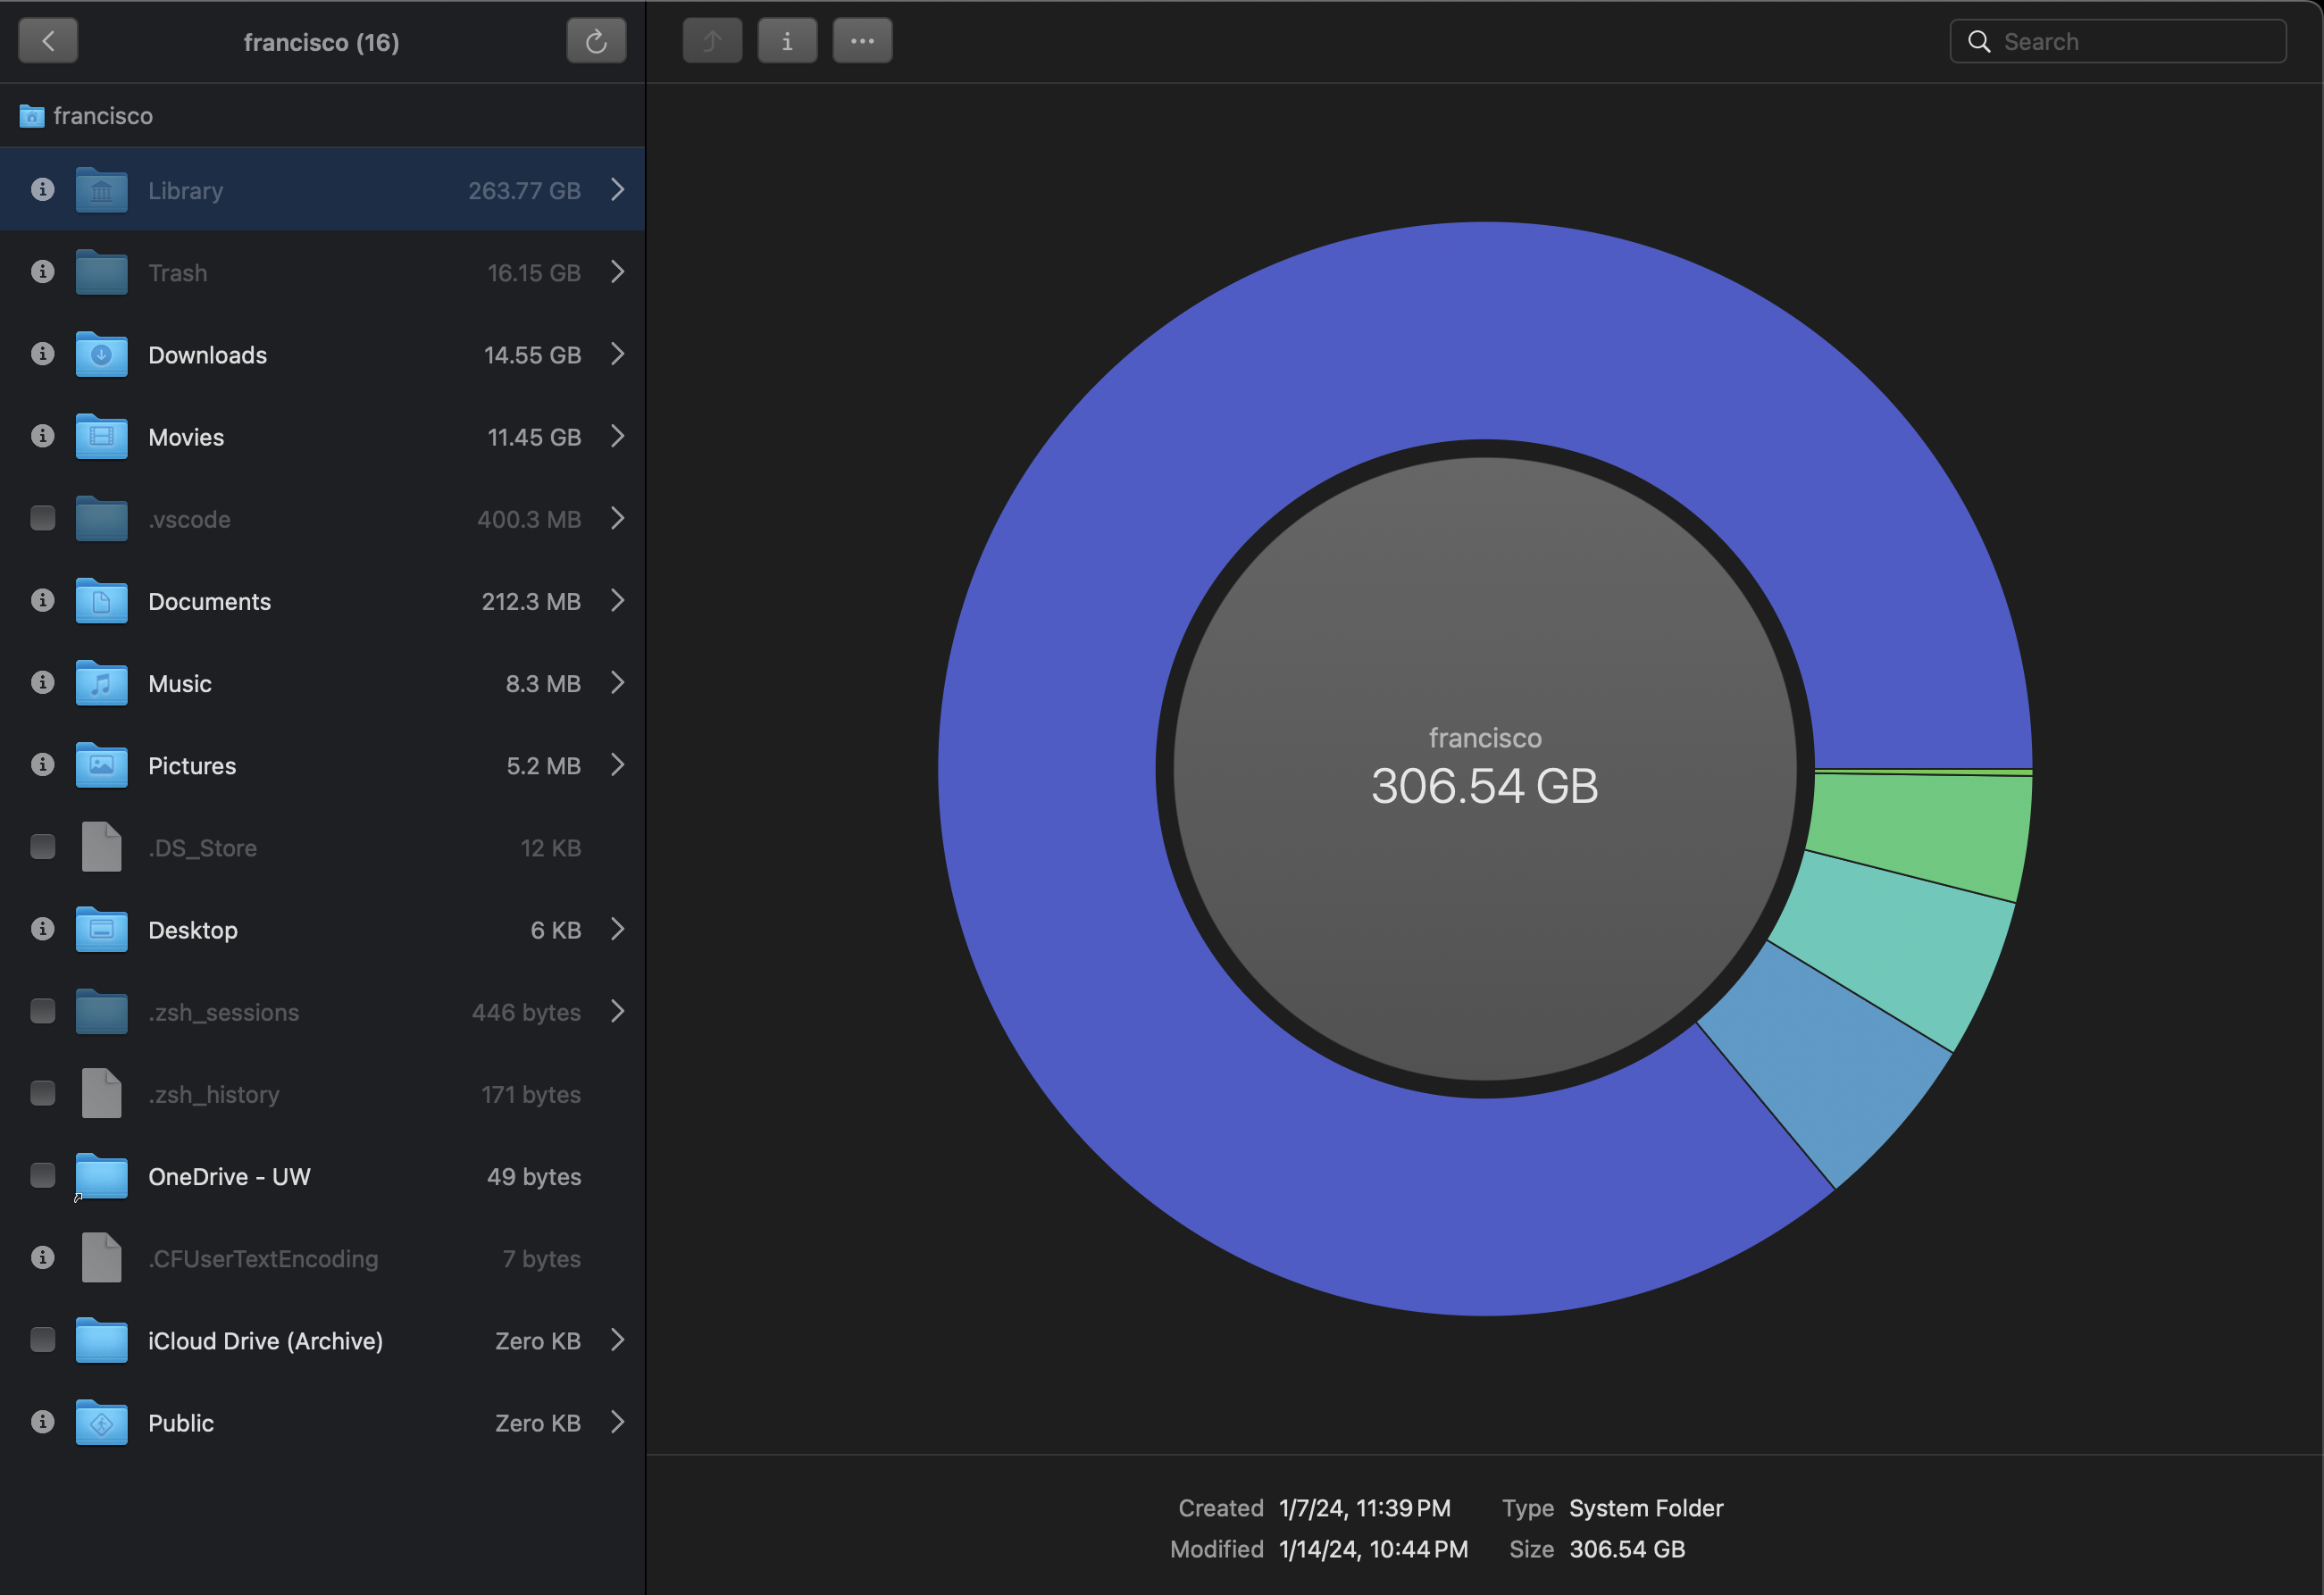 francisco (16)
Search
francisco
Library 263.77 GB
Trash 16.15 GB
Downloads 14.55 GB
Movies 11.45 GB
.vscode 400.3 MB
Documents 212.3 MB
Music 8.3 MB
Pictures 5.2 MB
.DS_Store 12 KB
Desktop 6 KB
.zsh_sessions 446 bytes
.zsh_history 171 bytes
OneDrive - UW 49 bytes
.CFUserTextEncoding 7 bytes
iCloud Drive (Archive) Zero KB
Public Zero KB
francisco
306.54 GB
Created 1/7/24, 11:39 PM Type System Folder
Modified 1/14/24, 10:44 PM Size 306.54 GB